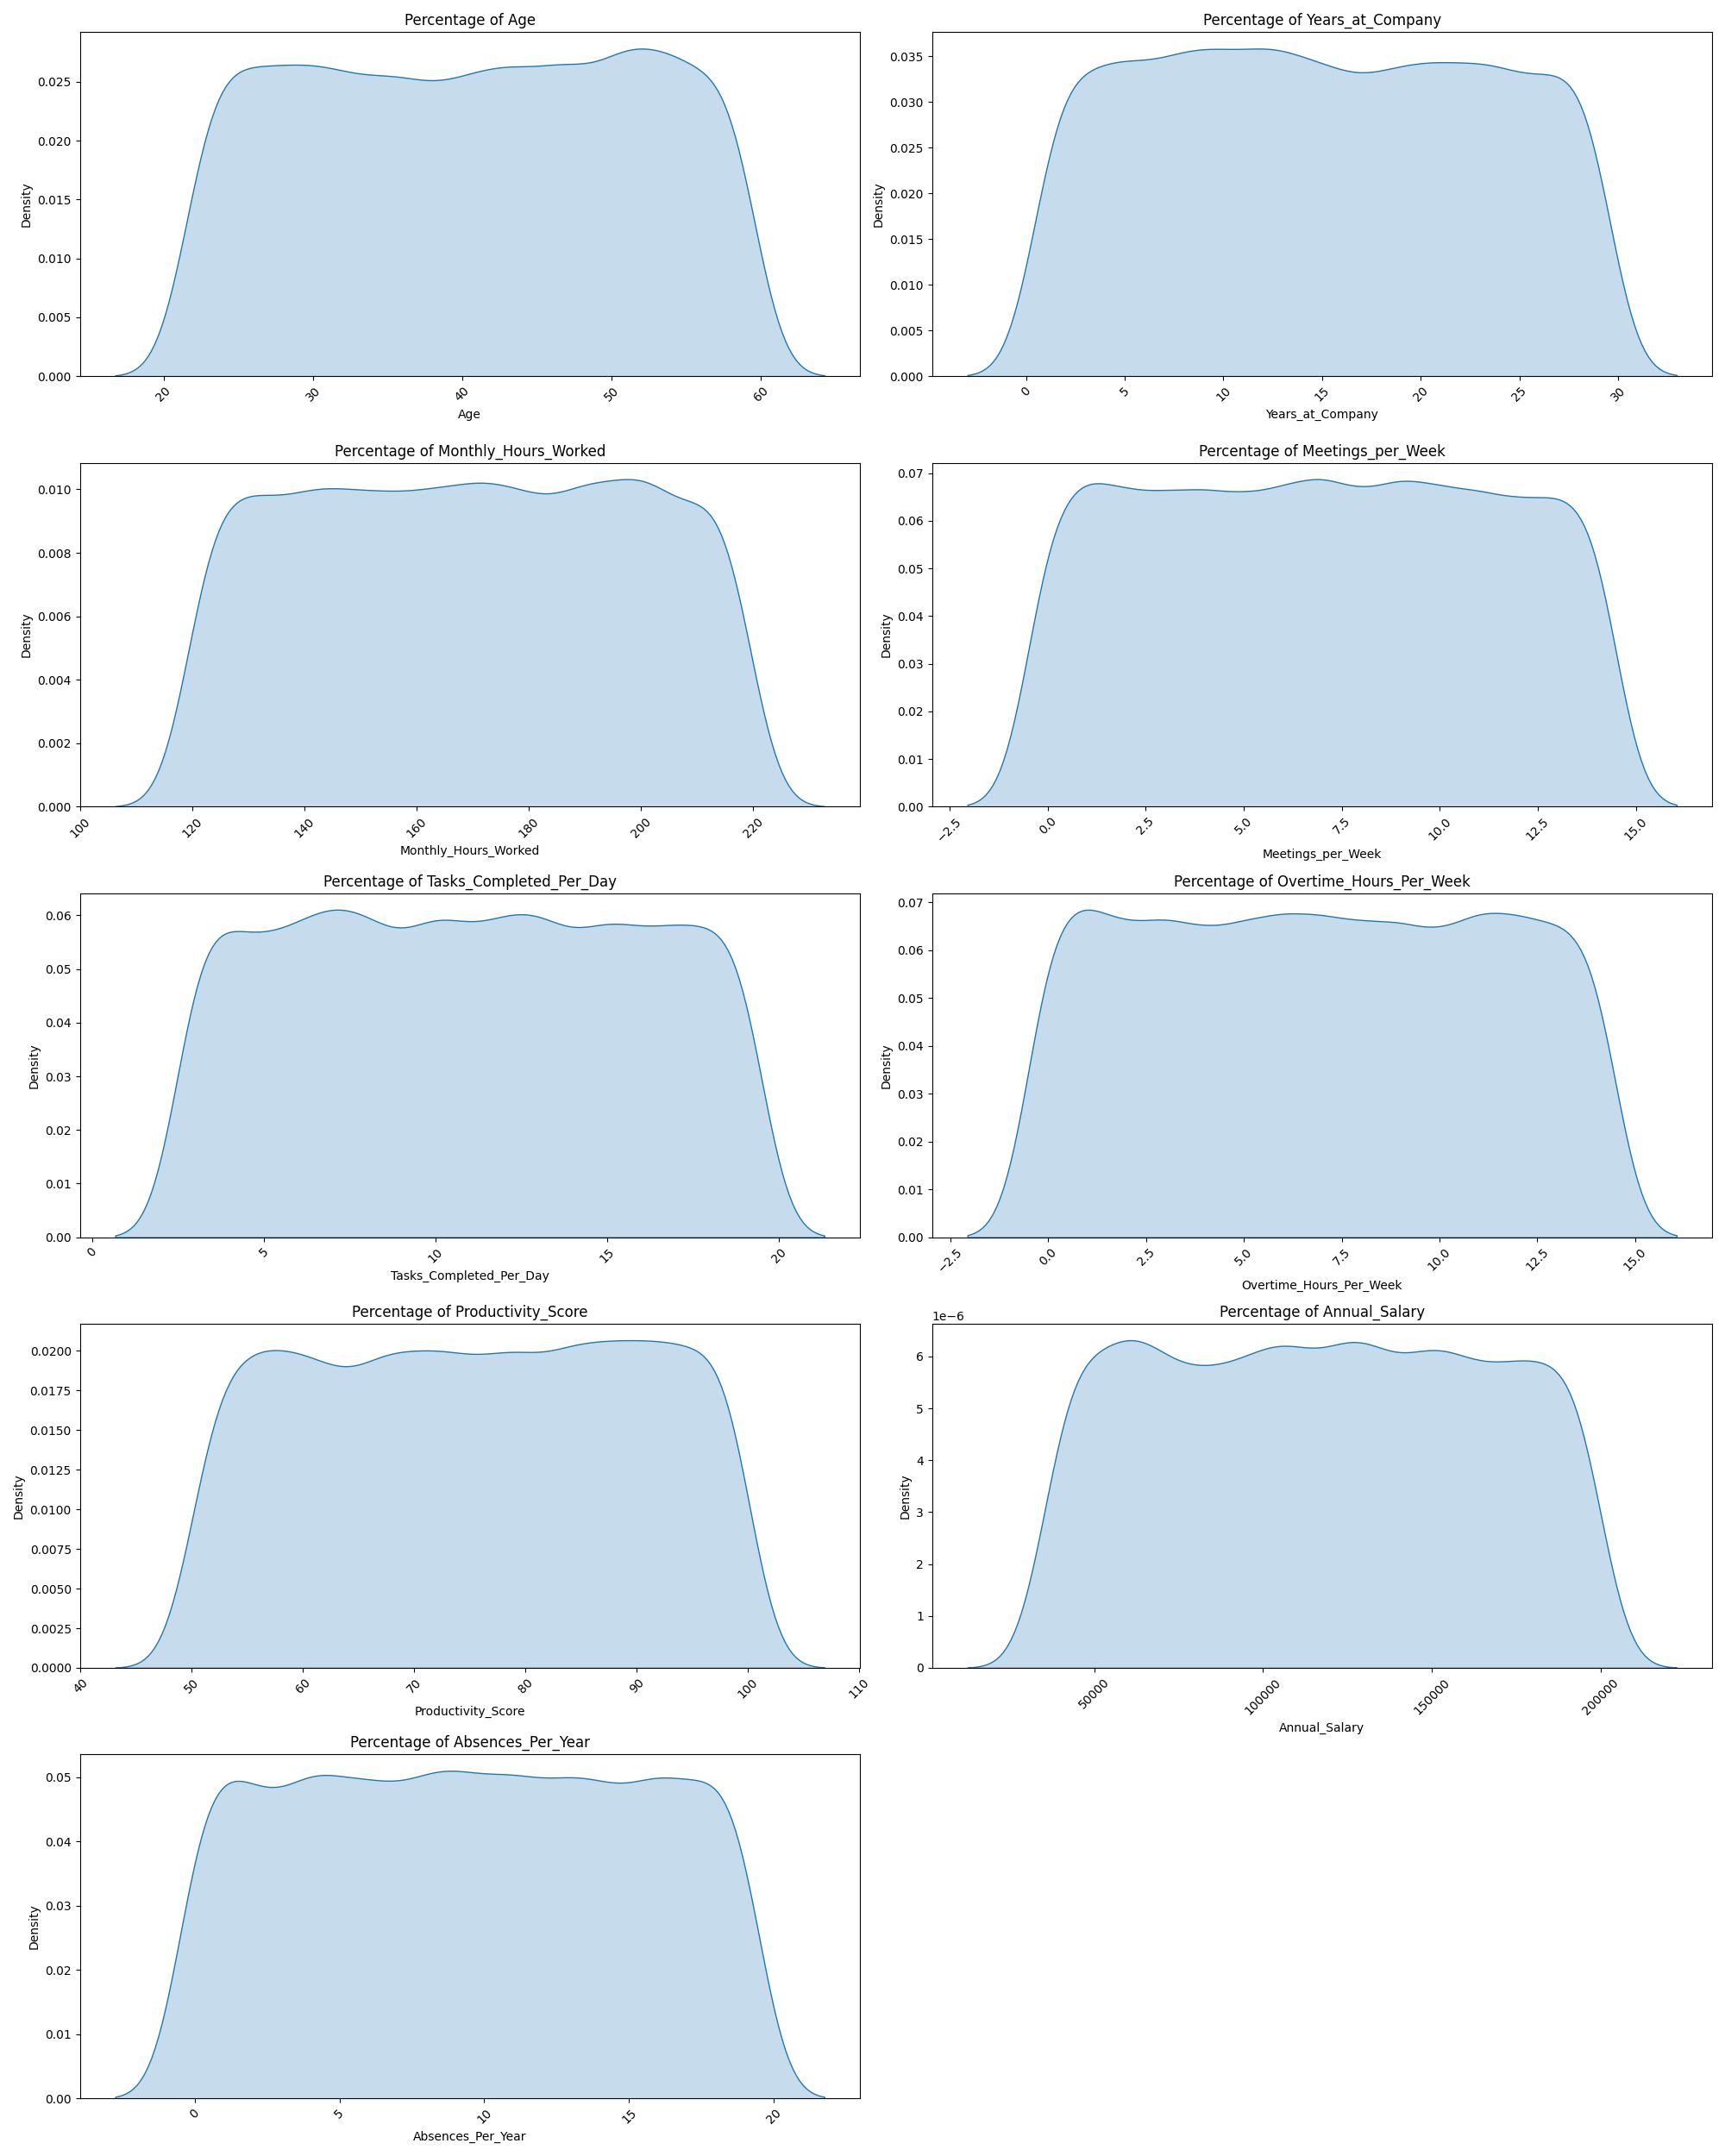 Percentage of Age
Density
0.025
0.020
0.015
0.010
0.005
0.000
20 30 40 50 60
Age
Percentage of Years_at_Company
Density
0.035
0.030
0.025
0.020
0.015
0.010
0.005
0.000
0 5 10 15 20 25 30
Years_at_Company
Percentage of Monthly_Hours_Worked
Density
0.010
0.008
0.006
0.004
0.002
0.000
100 120 140 160 180 200 220
Monthly_Hours_Worked
Percentage of Meetings_per_Week
Density
0.07
0.06
0.05
0.04
0.03
0.02
0.01
0.00
−2.5 0.0 2.5 5.0 7.5 10.0 12.5 15.0
Meetings_per_Week
Percentage of Tasks_Completed_Per_Day
Density
0.06
0.05
0.04
0.03
0.02
0.01
0.00
0 5 10 15 20
Tasks_Completed_Per_Day
Percentage of Overtime_Hours_Per_Week
Density
0.07
0.06
0.05
0.04
0.03
0.02
0.01
0.00
−2.5 0.0 2.5 5.0 7.5 10.0 12.5 15.0
Overtime_Hours_Per_Week
Percentage of Productivity_Score
Density
0.0200
0.0175
0.0150
0.0125
0.0100
0.0075
0.0050
0.0025
0.0000
40 50 60 70 80 90 100 110
Productivity_Score
1e−6
Percentage of Annual_Salary
Density
6
5
4
3
2
1
0
50000 100000 150000 200000
Annual_Salary
Percentage of Absences_Per_Year
Density
0.05
0.04
0.03
0.02
0.01
0.00
0 5 10 15 20
Absences_Per_Year